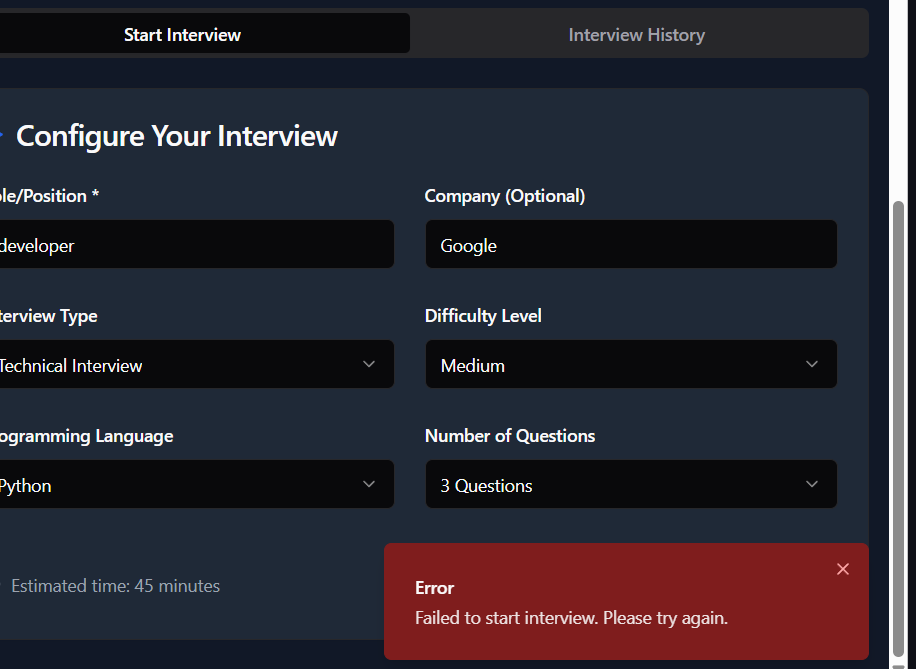 Start Interview
Interview History
Configure Your Interview
le/Position *
Company (Optional)
developer
Google
terview Type
Difficulty Level
Technical Interview
Medium
ogramming Language
Number of Questions
Python
3 Questions
Estimated time: 45 minutes
Error
Failed to start interview. Please try again.